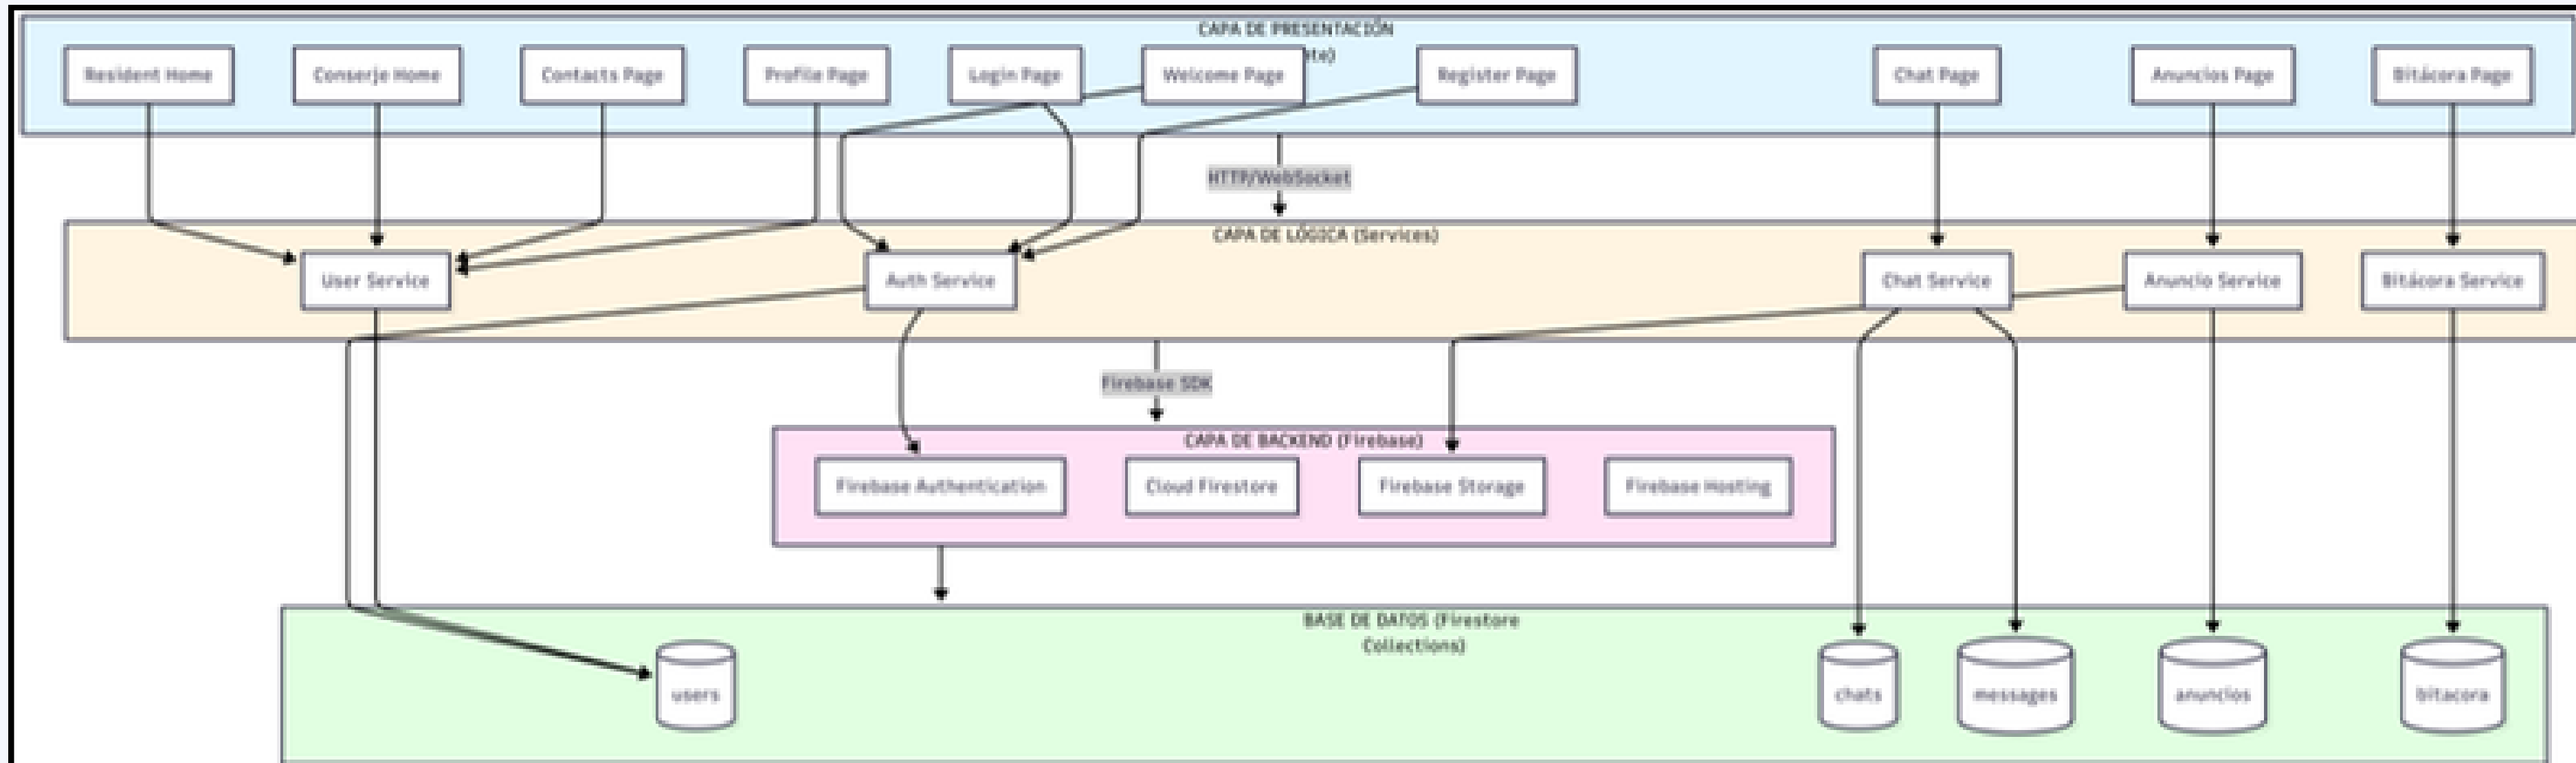 CAPA DE PRESENTACIÓN
nte)
Resident Home
Conserje Home
Contacts Page
Profile Page
Login Page
Welcome Page
Register Page
Chat Page
Anuncios Page
Bitácora Page
HTTP/WebSocket
CAPA DE LÓGICA (Services)
User Service
Auth Service
Chat Service
Anuncio Service
Bitácora Service
Firebase SDK
CAPA DE BACKEND (Firebase)
Firebase Authentication
Cloud Firestore
Firebase Storage
Firebase Hosting
BASE DE DATOS (Firestore
Collections)
users
chats
messages
anuncios
bitacora